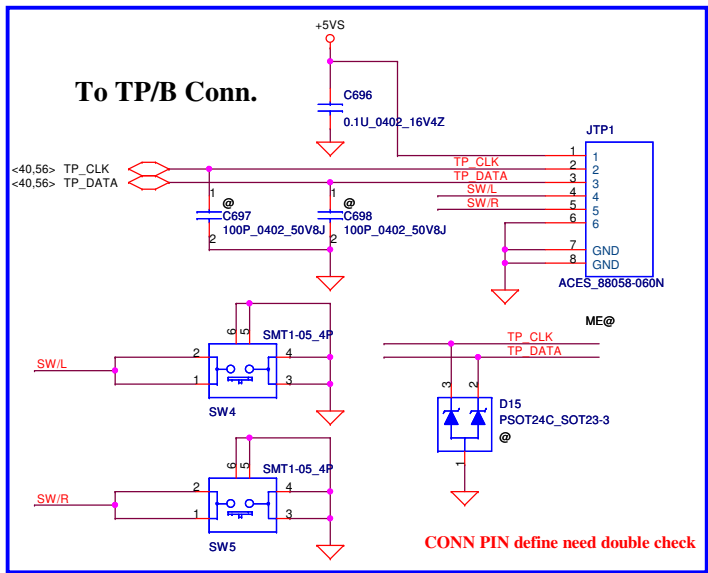 +5VS
To TP/B Conn.
C696
0.1U_0402_16V4Z
JTP1
<40,56> TP_CLK
<40,56> TP_DATA
TP_CLK
TP_DATA
SW/L
SW/R
1
2
3
4
5
6
7
8
1
2
3
4
5
6
GND
GND
ACES_88058-060N
ME@
1
@
C697
100P_0402_50V8J
2
1
@
C698
100P_0402_50V8J
2
6
5
SMT1-05_4P
SW/L
2
1
4
3
SW4
TP_CLK
TP_DATA
3
2
D15
PSOT24C_SOT23-3
@
1
6
5
SMT1-05_4P
SW/R
2
1
4
3
SW5
CONN PIN define need double check